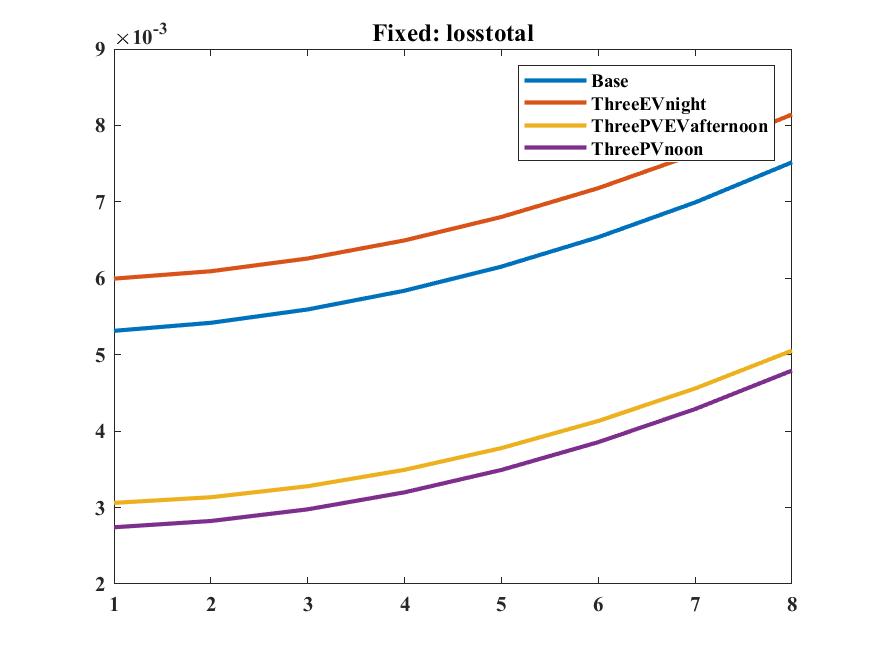 ×10-3
Fixed: losstotal
9
8
7
6
5
4
3
2
Base
ThreeEVnight
ThreePVEVafternoon
ThreePVnoon
1 2 3 4 5 6 7 8